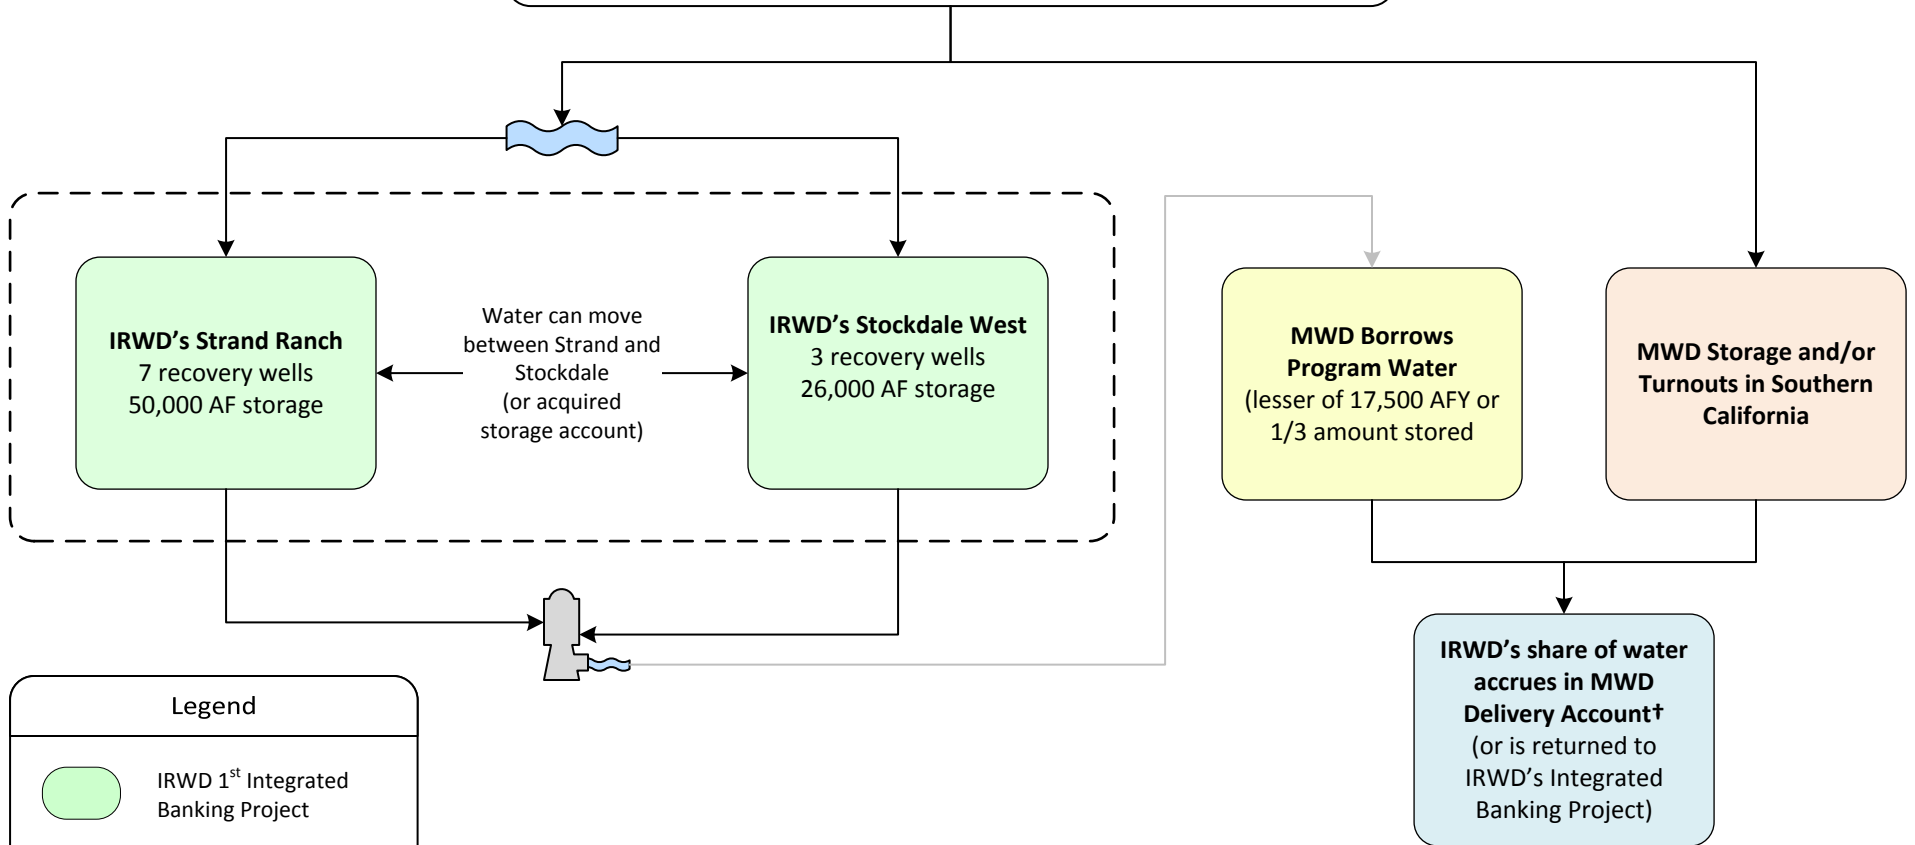 IRWD’s Strand Ranch
7 recovery wells
50,000 AF storage
Water can move
between Strand and
Stockdale
(or acquired
storage account)
IRWD’s Stockdale West
3 recovery wells
26,000 AF storage
MWD Borrows
Program Water
(lesser of 17,500 AFY or
1/3 amount stored
MWD Storage and/or
Turnouts in Southern
California
IRWD’s share of water
accrues in MWD
Delivery Account†
(or is returned to
IRWD’s Integrated
Banking Project)
Legend
IRWD 1st Integrated
Banking Project